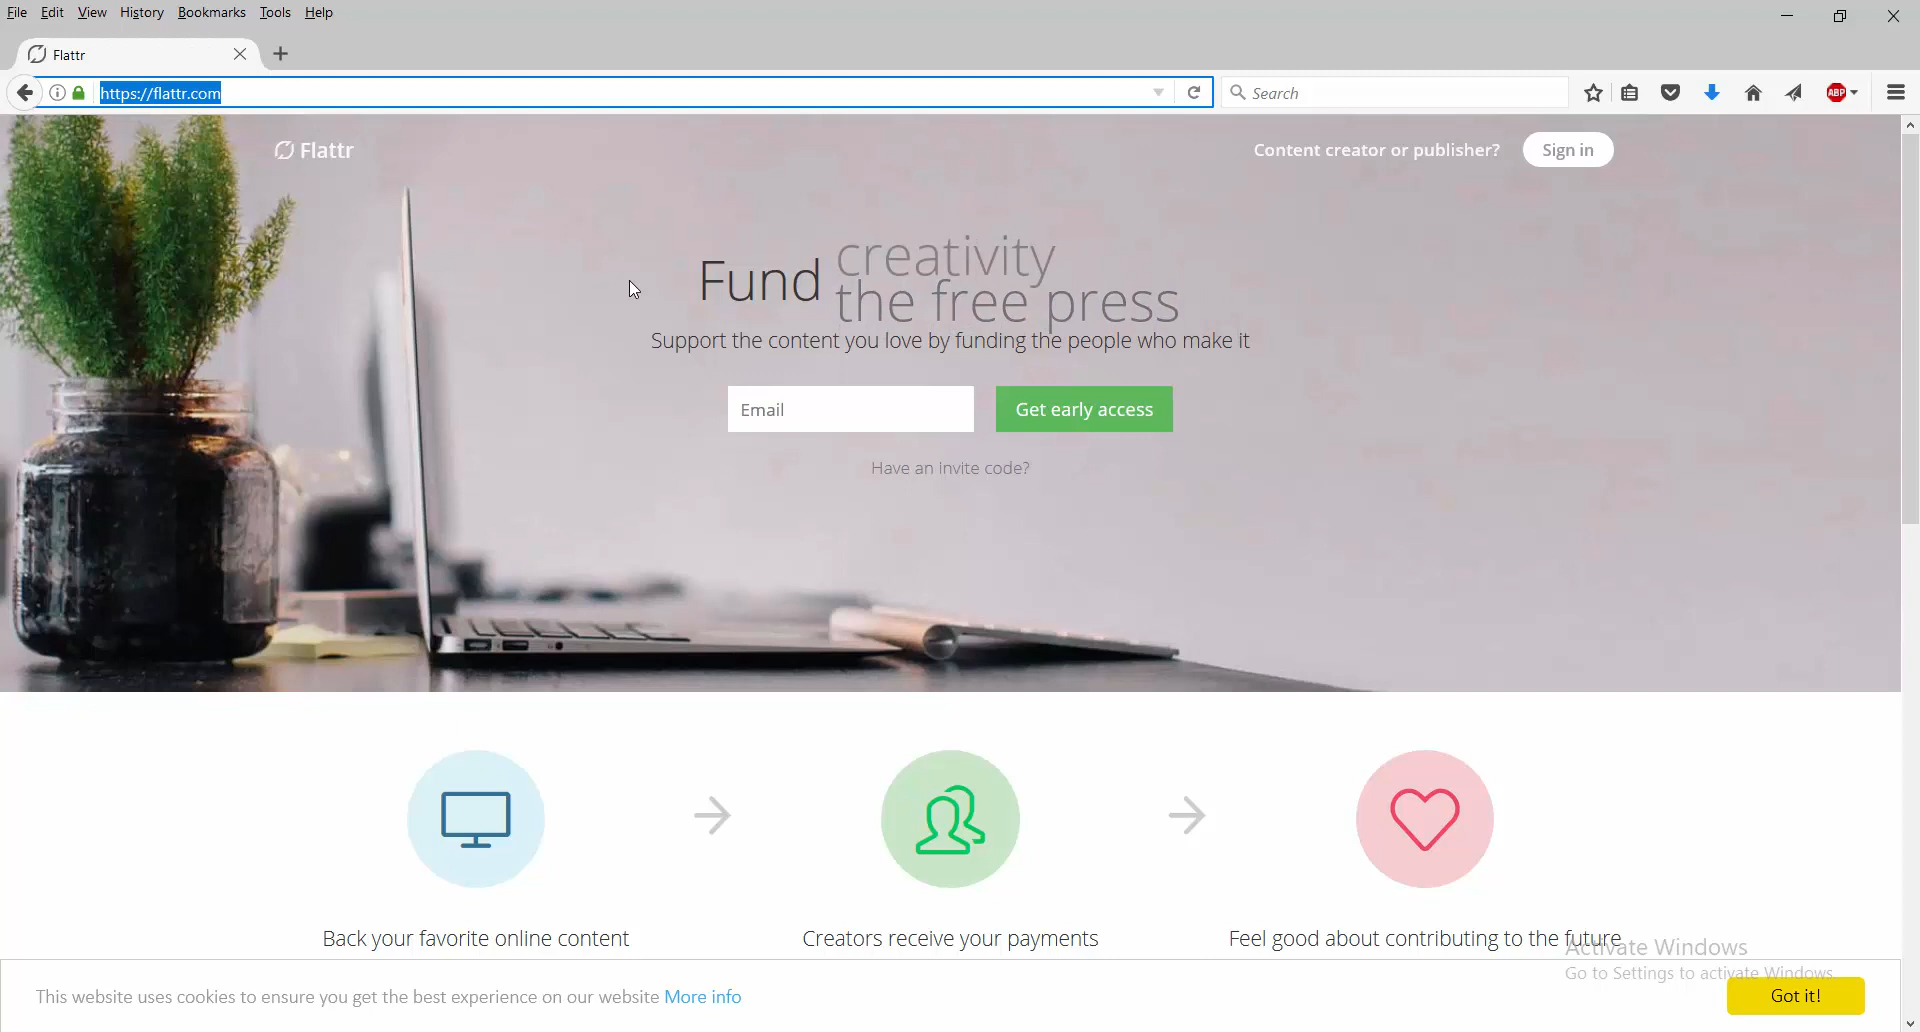 File Edit View History Bookmarks Tools Help
Flattr
https://flattr.com
Search
ABP
Flattr
Content creator or publisher?
Sign in
Fund
creativity
the free press
Support the content you love by funding the people who make it
Email
Get early access
Have an invite code?
Back your favorite online content
Creators receive your payments
Feel good about contributing to the future
Activate Windows
Go to Settings to activate Windows.
This website uses cookies to ensure you get the best experience on our website More info
Got it!